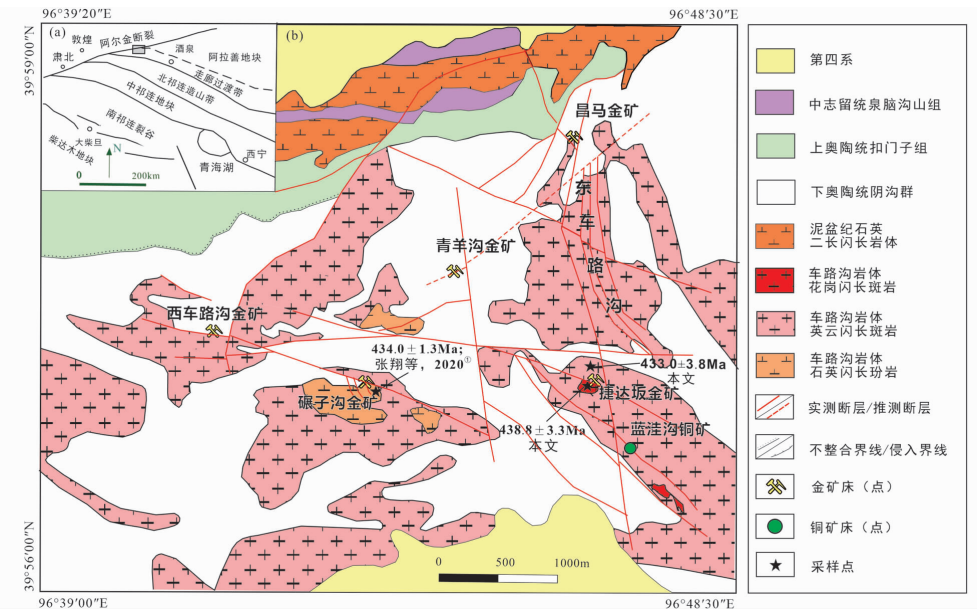 96°39′20″E
96°48′30″E
39°59′00″N
(a)
敦煌
阿尔金断裂
肃北
酒泉
阿拉善地块
走廊过渡带
北祁连造山带
中祁连地块
南祁连裂谷
大柴旦
柴达木地块
N
青海湖
西宁
0
200km
(b)
昌马金矿
东车路沟
青羊沟金矿
西车路沟金矿
434.0±1.3Ma;
张翔等，2020①
433.0±3.8Ma
本文
碾子沟金矿
捷达坂金矿
438.8±3.3Ma
本文
蓝洼沟铜矿
0
500
1000m
39°56′00″N
96°39′00″E
96°48′30″E
第四系
中志留统泉脑沟山组
上奥陶统扣门子组
下奥陶统阴沟群
泥盆纪石英
二长闪长岩体
车路沟岩体
花岗闪长斑岩
车路沟岩体
英云闪长斑岩
车路沟岩体
石英闪长玢岩
实测断层/推测断层
不整合界线/侵入界线
金矿床（点）
铜矿床（点）
采样点